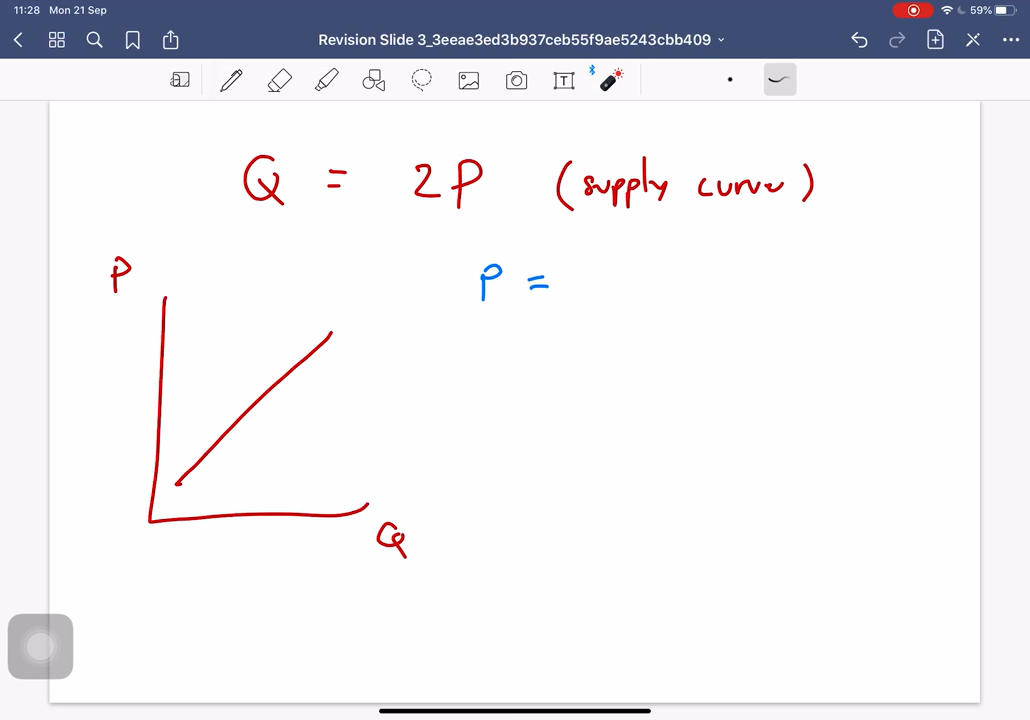 11:28 Mon 21 Sep 59%
Revision Slide 3_3eeae3ed3b937ceb55f9ae5243cbb409
T
Q = 2P (supply curve)
P
P =
Q